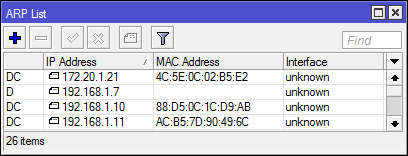 ARP List
Find
IP Address MAC Address Interface
DC 172.20.1.21 4C:5E:0C:02:B5:E2 unknown
D 192.168.1.7 unknown
DC 192.168.1.10 88:D5:0C:1C:D9:AB unknown
DC 192.168.1.11 AC:B5:7D:90:49:6C unknown
26 items